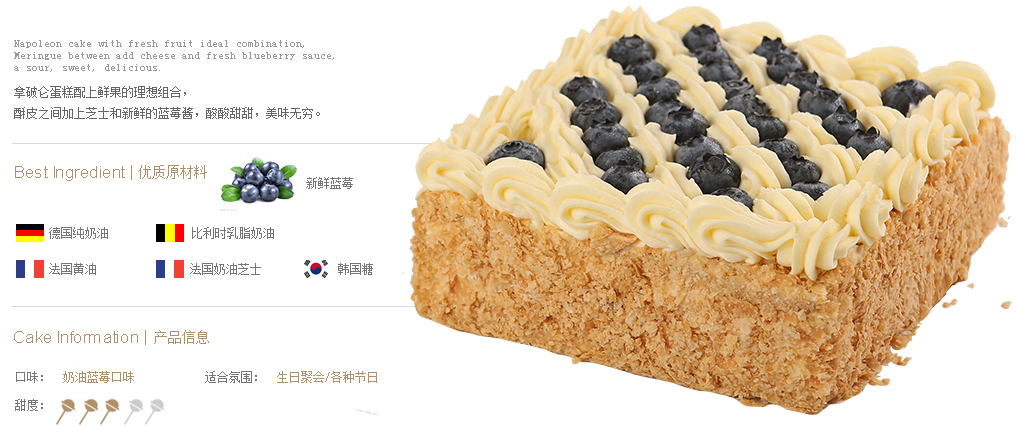 Napoleon cake with fresh fruit ideal combination,
Meringue between add cheese and fresh blueberry sauce,
a sour, sweet, delicious.
拿破仑蛋糕配上鲜果的理想组合，
酥皮之间加上芝士和新鲜的蓝莓酱，酸酸甜甜，美味无穷。
Best Ingredient | 优质原材料
新鲜蓝莓
德国纯奶油 比利时乳脂奶油
法国黄油 法国奶油芝士 韩国糖
Cake Information | 产品信息
口味： 奶油蓝莓口味 适合氛围： 生日聚会/各种节日
甜度：